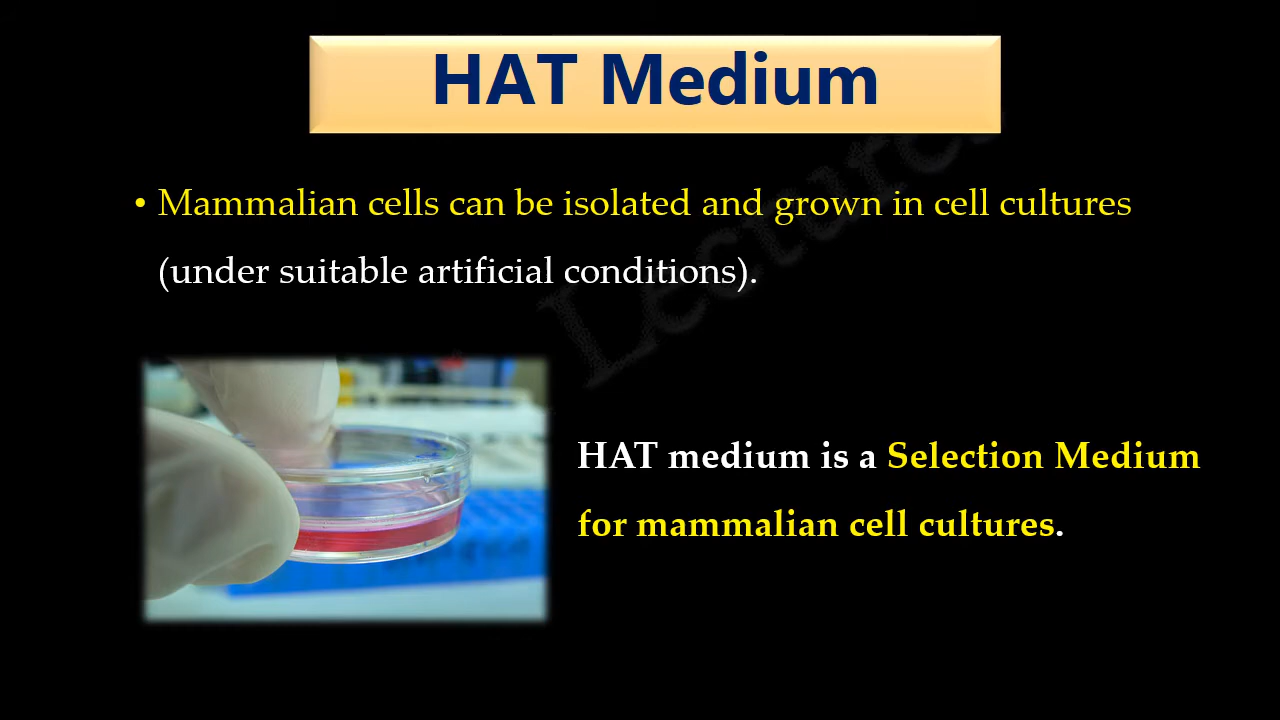 HAT Medium
• Mammalian cells can be isolated and grown in cell cultures
(under suitable artificial conditions).
Lectures
HAT medium is a Selection Medium
for mammalian cell cultures.